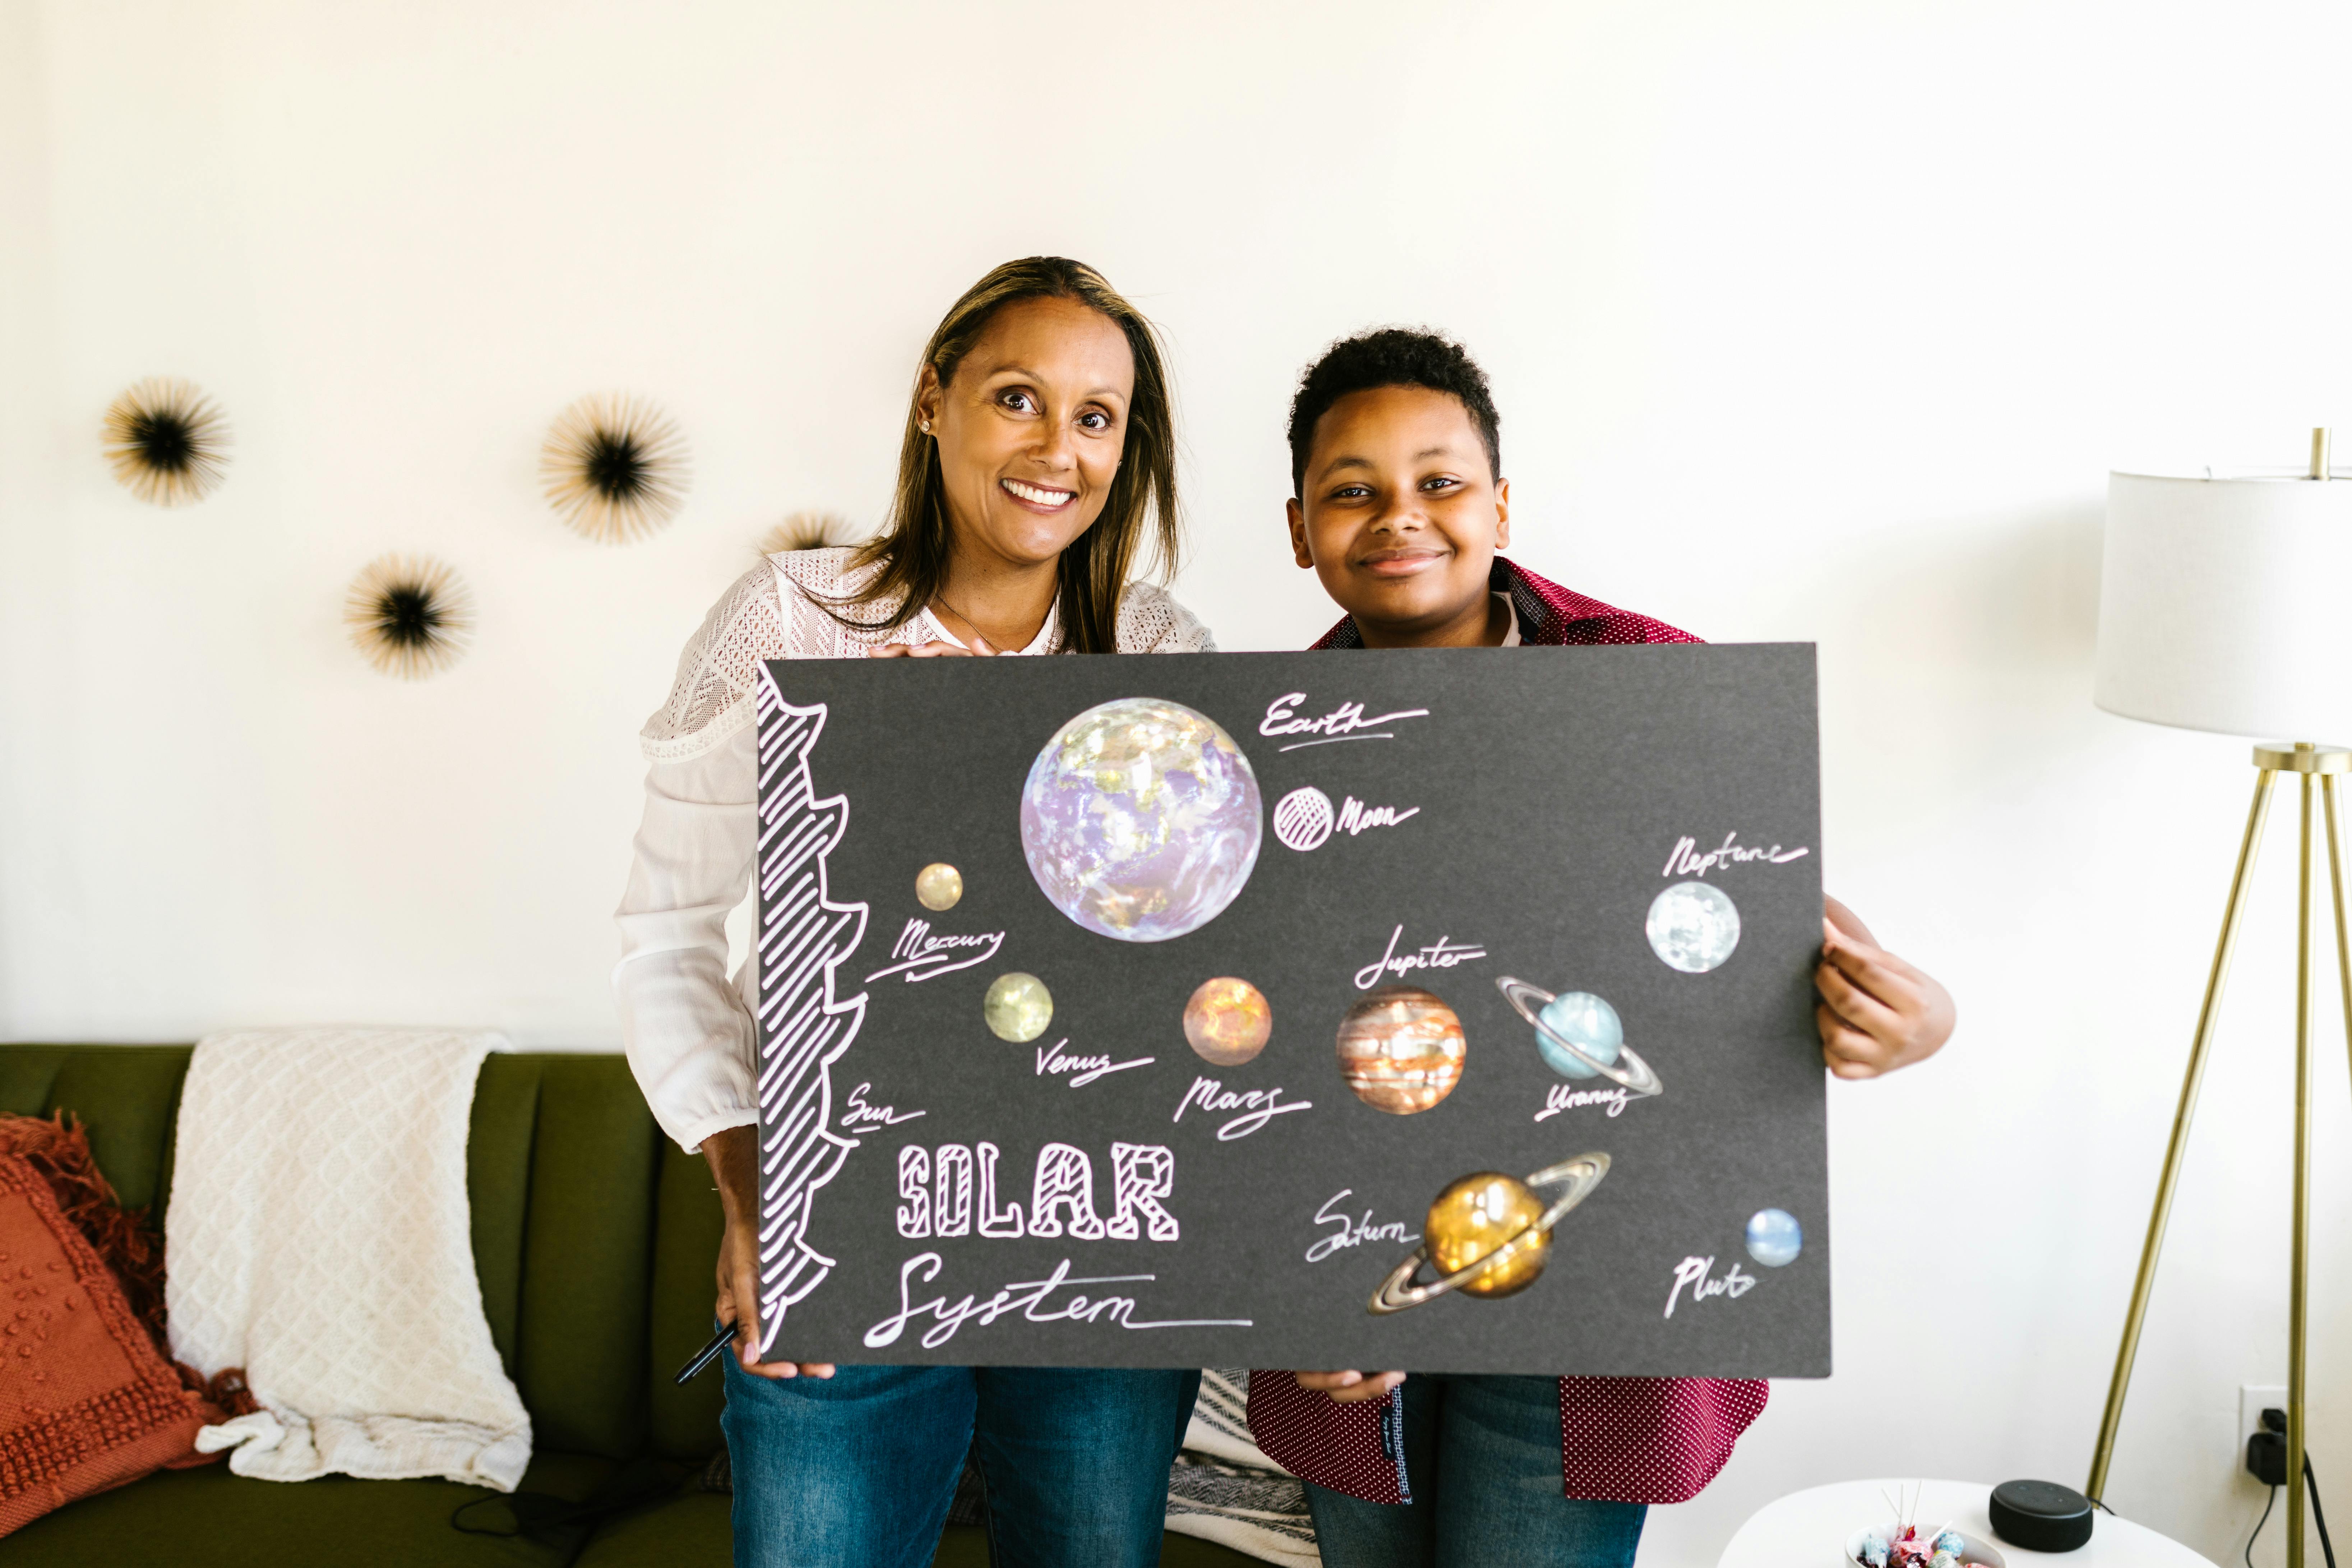 Earth
Moon
Neptune
Mercury
Jupiter
Venus
Mars
Uranus
Sun
SOLAR
System
Saturn
Pluto